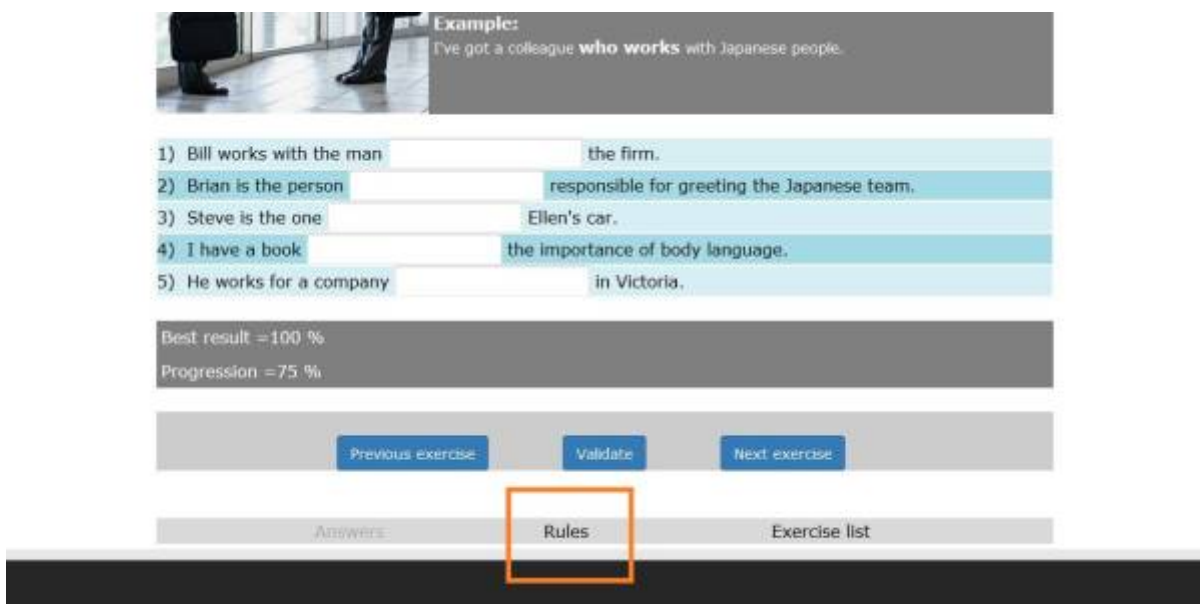 Example:
I've got a colleague who works with Japanese people.
1) Bill works with the man the firm.
2) Brian is the person responsible for greeting the Japanese team.
3) Steve is the one Ellen's car.
4) I have a book the importance of body language.
5) He works for a company in Victoria.
Best result =100 %
Progression =75 %
Previous exercise Validate Next exercise
Answers Rules Exercise list